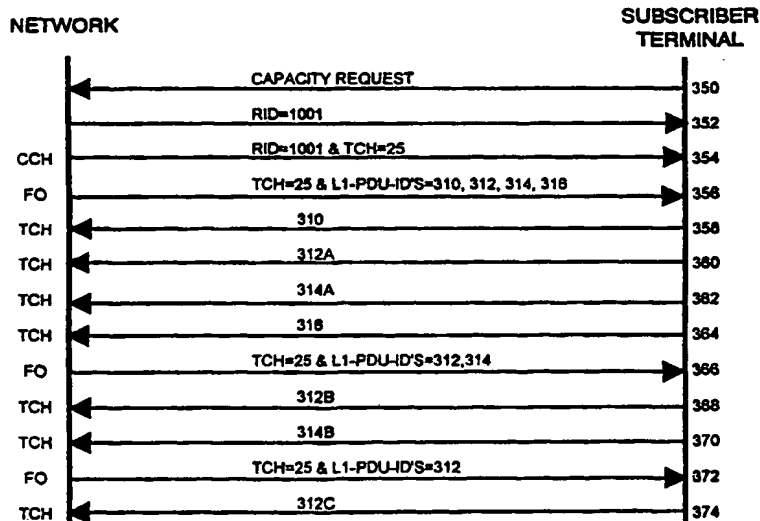 NETWORK
SUBSCRIBER
TERMINAL
CAPACITY REQUEST 350
RID=1001 352
CCH RID=1001 & TCH=25 354
FO TCH=25 & L1-PDU-ID'S=310, 312, 314, 316 356
TCH 310 358
TCH 312A 360
TCH 314A 362
TCH 316 364
FO TCH=25 & L1-PDU-ID'S=312,314 366
TCH 312B 368
TCH 314B 370
FO TCH=25 & L1-PDU-ID'S=312 372
TCH 312C 374